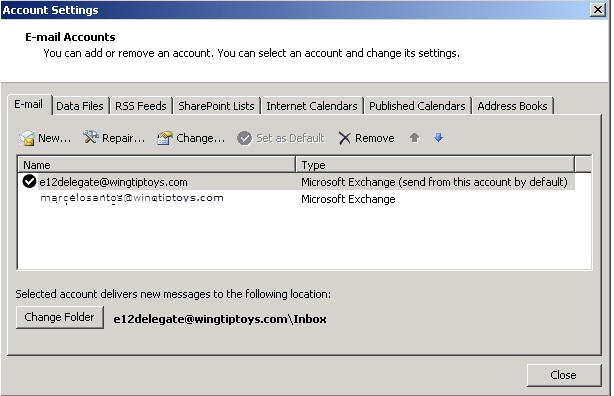 Account Settings
E-mail Accounts
You can add or remove an account. You can select an account and change its settings.
E-mail Data Files RSS Feeds SharePoint Lists Internet Calendars Published Calendars Address Books
New... Repair... Change... Set as Default Remove
Name Type
e12delegate@wingtiptoys.com Microsoft Exchange (send from this account by default)
marcelosantos@wingtiptoys.com Microsoft Exchange
Selected account delivers new messages to the following location:
Change Folder e12delegate@wingtiptoys.com\Inbox
Close